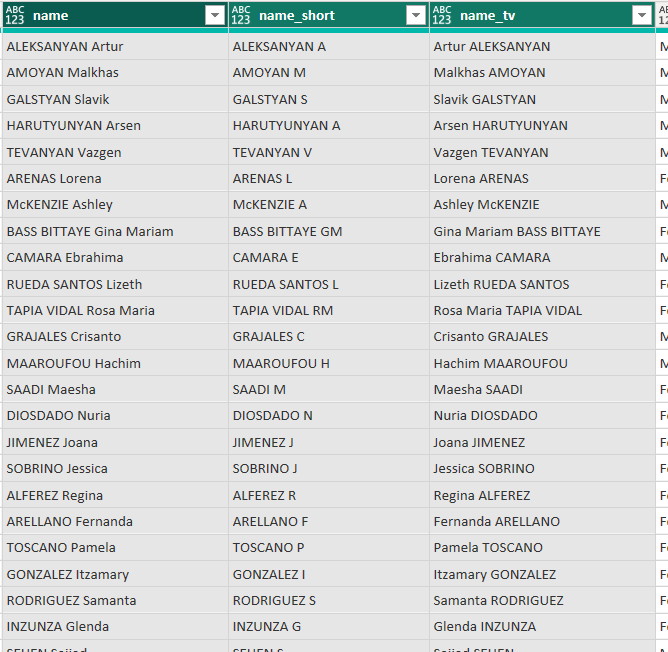 ABC 123 name ABC 123 name_short ABC 123 name_tv
ALEKSANYAN Artur ALEKSANYAN A Artur ALEKSANYAN
AMOYAN Malkhas AMOYAN M Malkhas AMOYAN
GALSTYAN Slavik GALSTYAN S Slavik GALSTYAN
HARUTYUNYAN Arsen HARUTYUNYAN A Arsen HARUTYUNYAN
TEVANYAN Vazgen TEVANYAN V Vazgen TEVANYAN
ARENAS Lorena ARENAS L Lorena ARENAS
McKENZIE Ashley McKENZIE A Ashley McKENZIE
BASS BITTAYE Gina Mariam BASS BITTAYE GM Gina Mariam BASS BITTAYE
CAMARA Ebrahima CAMARA E Ebrahima CAMARA
RUEDA SANTOS Lizeth RUEDA SANTOS L Lizeth RUEDA SANTOS
TAPIA VIDAL Rosa Maria TAPIA VIDAL RM Rosa Maria TAPIA VIDAL
GRAJALES Crisanto GRAJALES C Crisanto GRAJALES
MAAROUFOU Hachim MAAROUFOU H Hachim MAAROUFOU
SAADI Maesha SAADI M Maesha SAADI
DIOSDADO Nuria DIOSDADO N Nuria DIOSDADO
JIMENEZ Joana JIMENEZ J Joana JIMENEZ
SOBRINO Jessica SOBRINO J Jessica SOBRINO
ALFEREZ Regina ALFEREZ R Regina ALFEREZ
ARELLANO Fernanda ARELLANO F Fernanda ARELLANO
TOSCANO Pamela TOSCANO P Pamela TOSCANO
GONZALEZ Itzamary GONZALEZ I Itzamary GONZALEZ
RODRIGUEZ Samanta RODRIGUEZ S Samanta RODRIGUEZ
INZUNZA Glenda INZUNZA G Glenda INZUNZA